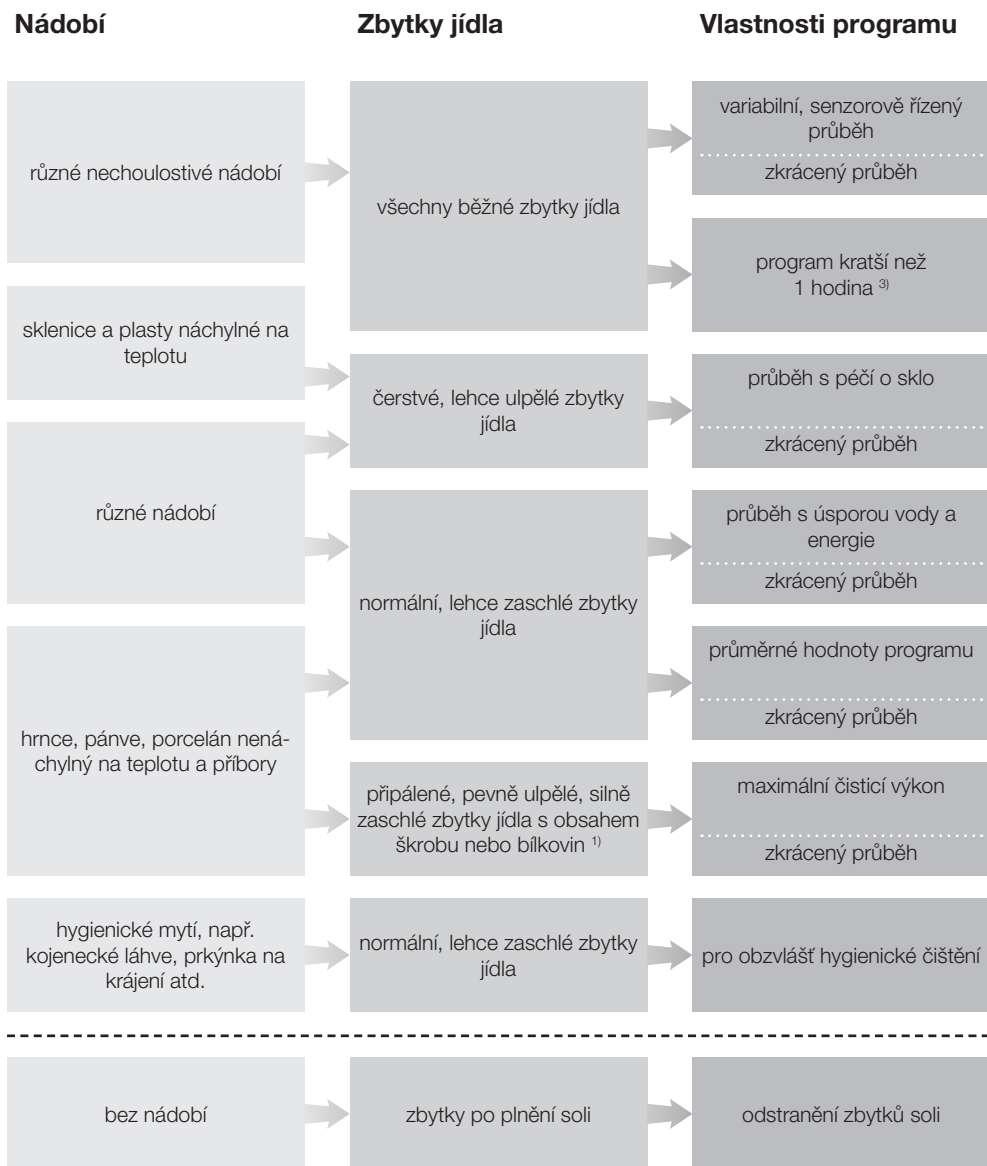 Nádobí
Zbytky jídla
Vlastnosti programu
různé nechoulostivé nádobí
všechny běžné zbytky jídla
variabilní, senzorově řízený
průběh
zkrácený průběh
program kratší než
1 hodina 3)
sklenice a plasty náchylné na
teplotu
čerstvé, lehce ulpělé zbytky
jídla
průběh s péčí o sklo
zkrácený průběh
různé nádobí
normální, lehce zaschlé zbytky
jídla
průběh s úsporou vody a
energie
zkrácený průběh
průměrné hodnoty programu
zkrácený průběh
hrnce, pánve, porcelán nená-
chylný na teplotu a příbory
připálené, pevně ulpělé, silně
zaschlé zbytky jídla s obsahem
škrobu nebo bílkovin 1)
maximální čisticí výkon
zkrácený průběh
hygienické mytí, např.
kojenecké láhve, prkýnka na
krájení atd.
normální, lehce zaschlé zbytky
jídla
pro obzvlášť hygienické čištění
bez nádobí
zbytky po plnění soli
odstranění zbytků soli